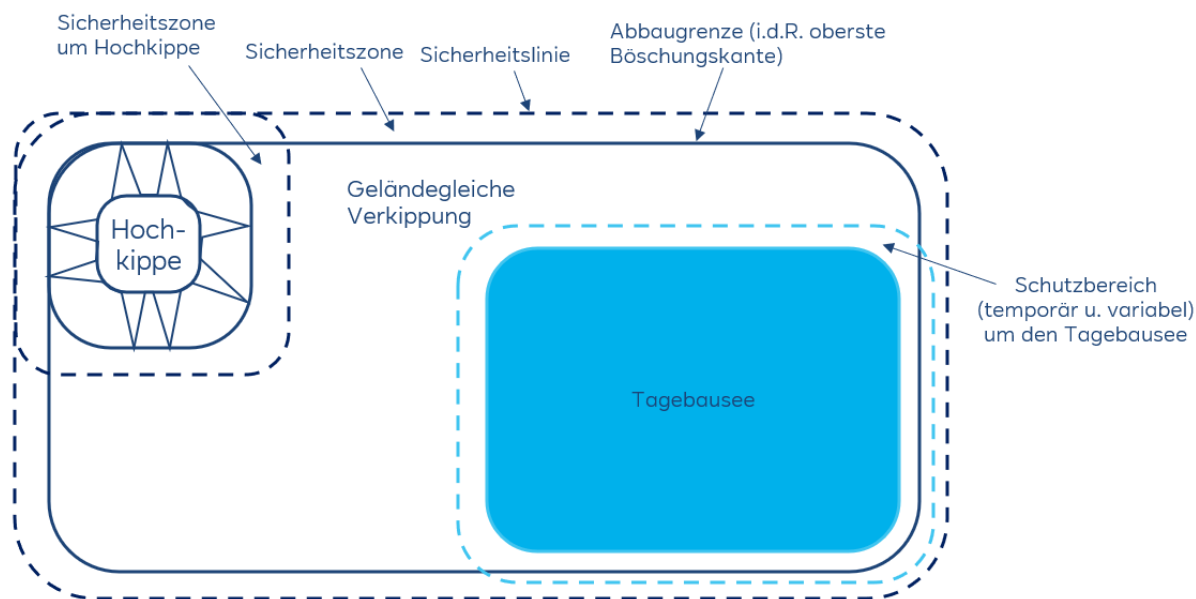 Sicherheitszone
um Hochkippe
Sicherheitszone
Sicherheitslinie
Abbaugrenze (i.d.R. oberste
Böschungskante)
Geländegleiche
Verkippung
Hoch-
kippe
Schutzbereich
(temporär u. variabel)
um den Tagebausee
Tagebausee